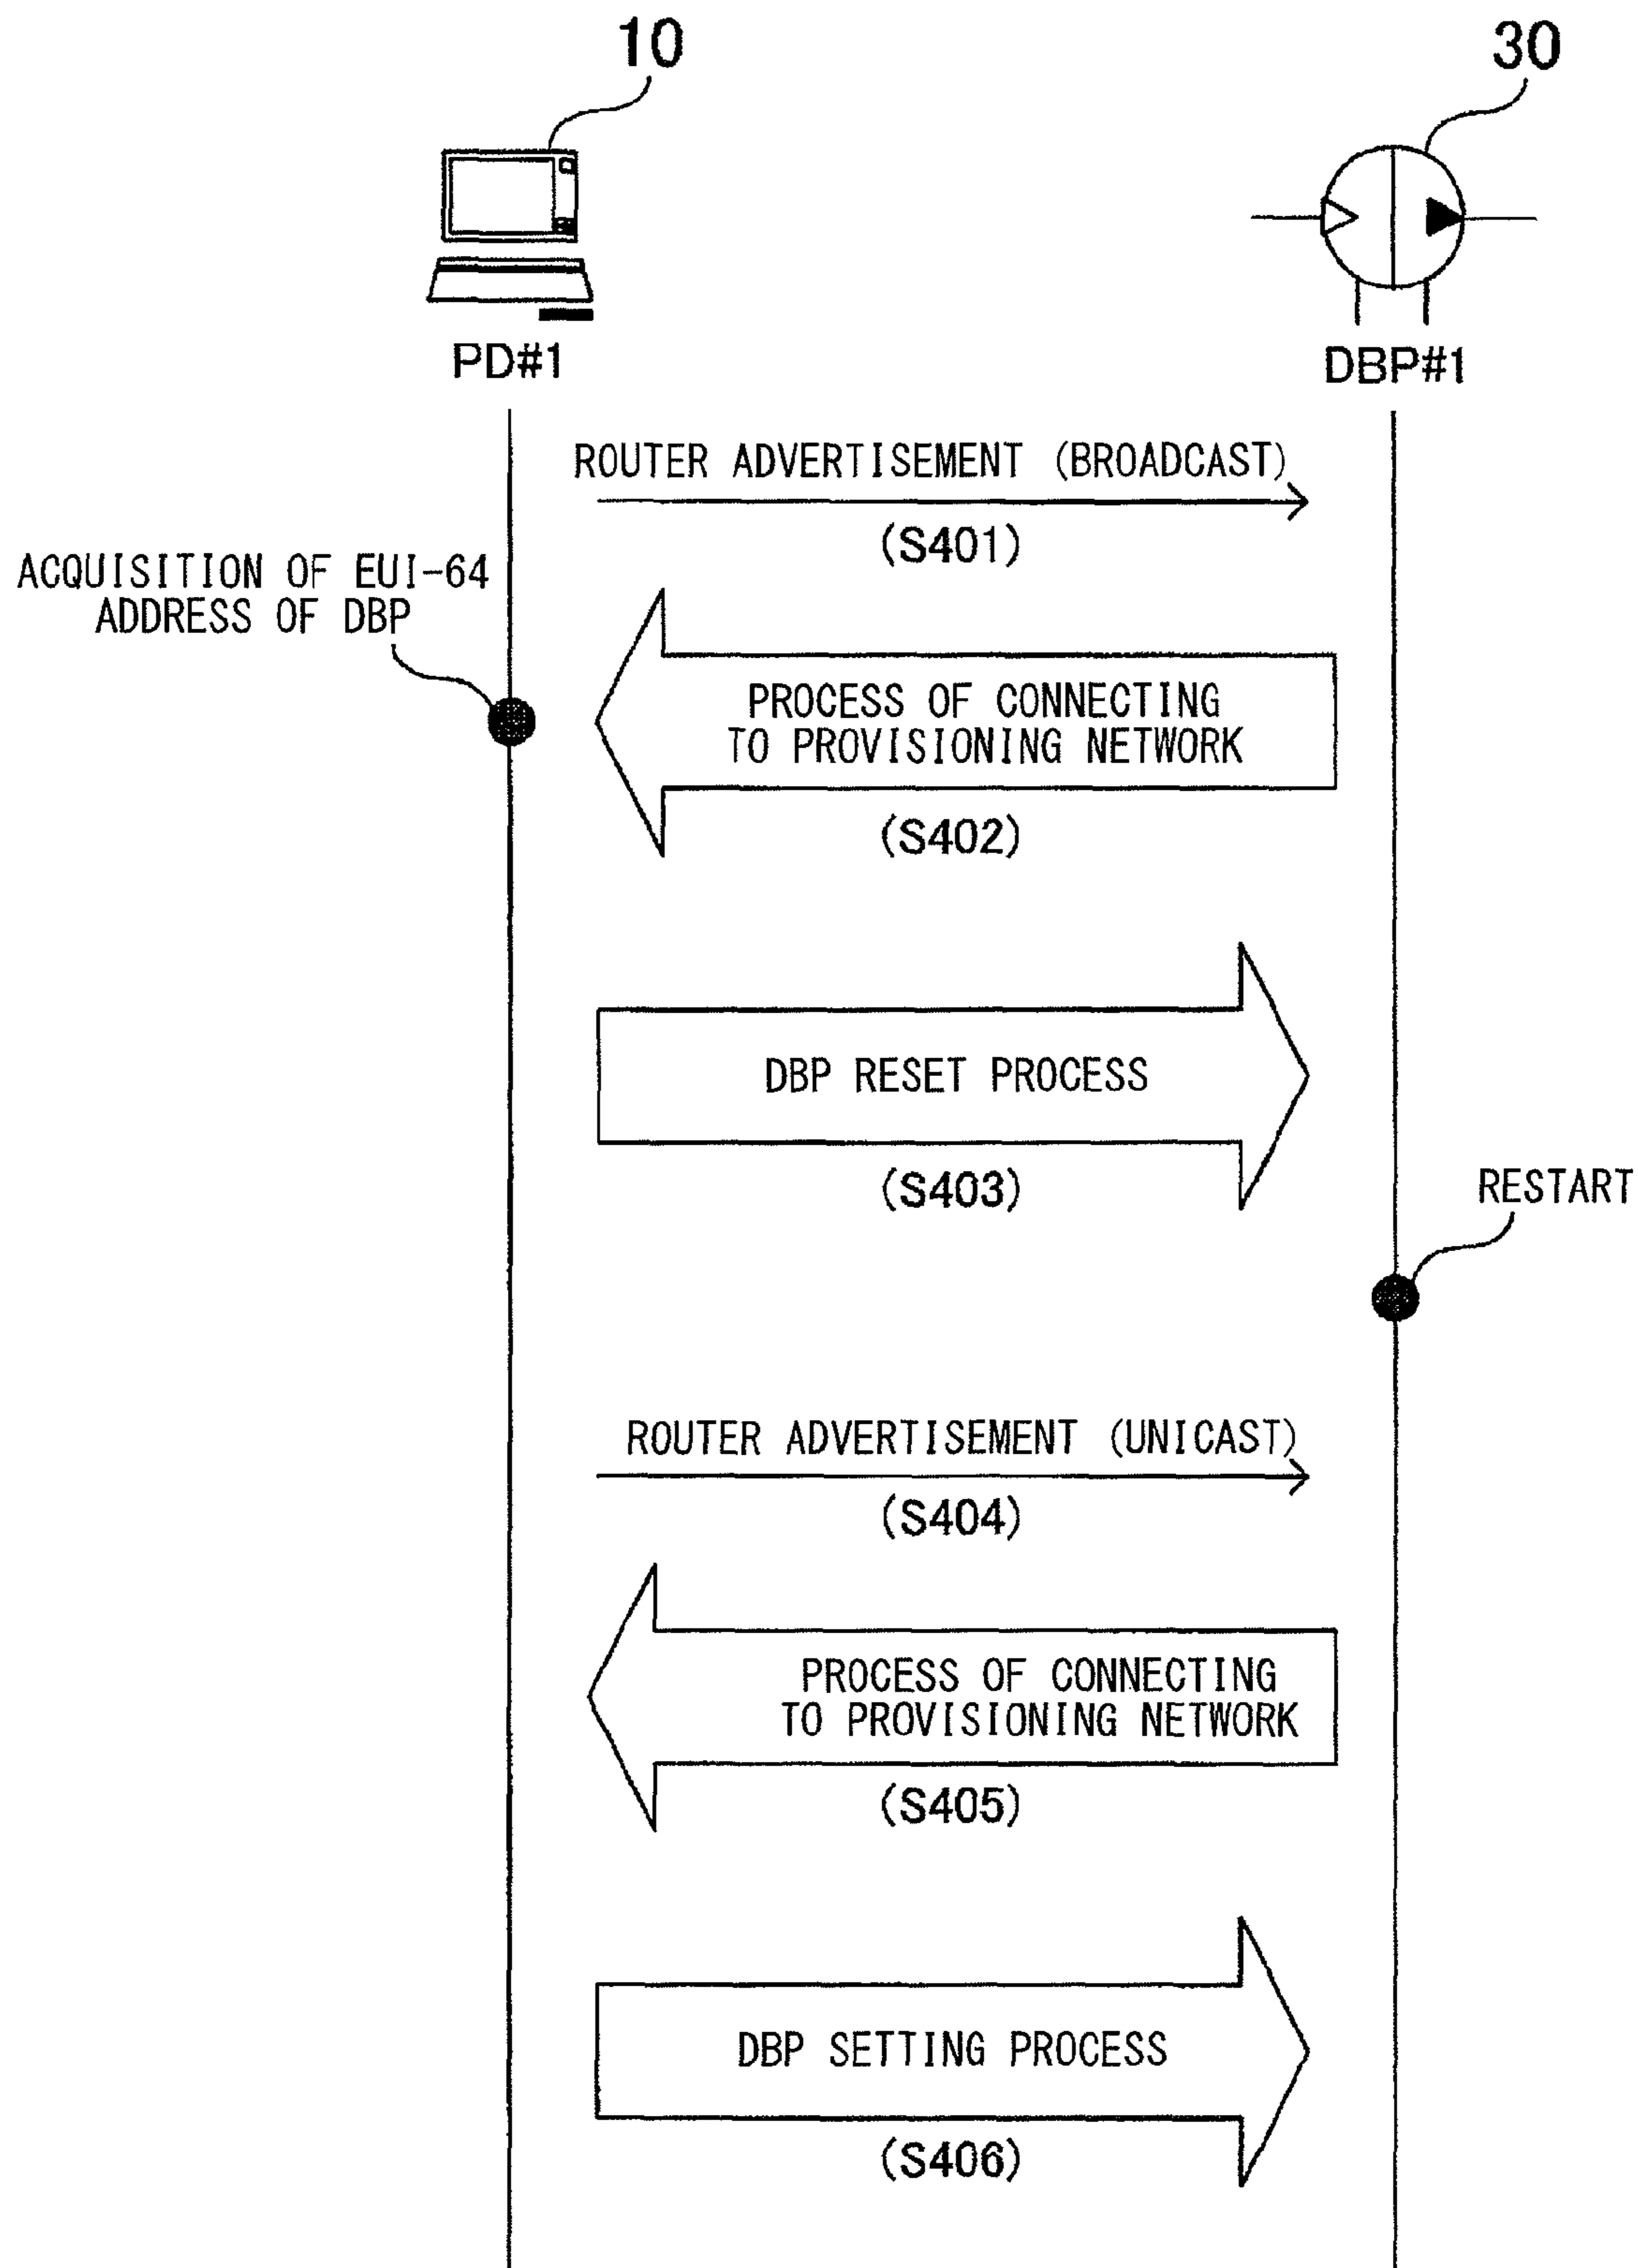 10
30
PD#1
DBP#1
ROUTER ADVERTISEMENT (BROADCAST)
(S401)
ACQUISITION OF EUI-64
ADDRESS OF DBP
PROCESS OF CONNECTING
TO PROVISIONING NETWORK
(S402)
DBP RESET PROCESS
(S403)
RESTART
ROUTER ADVERTISEMENT (UNICAST)
(S404)
PROCESS OF CONNECTING
TO PROVISIONING NETWORK
(S405)
DBP SETTING PROCESS
(S406)